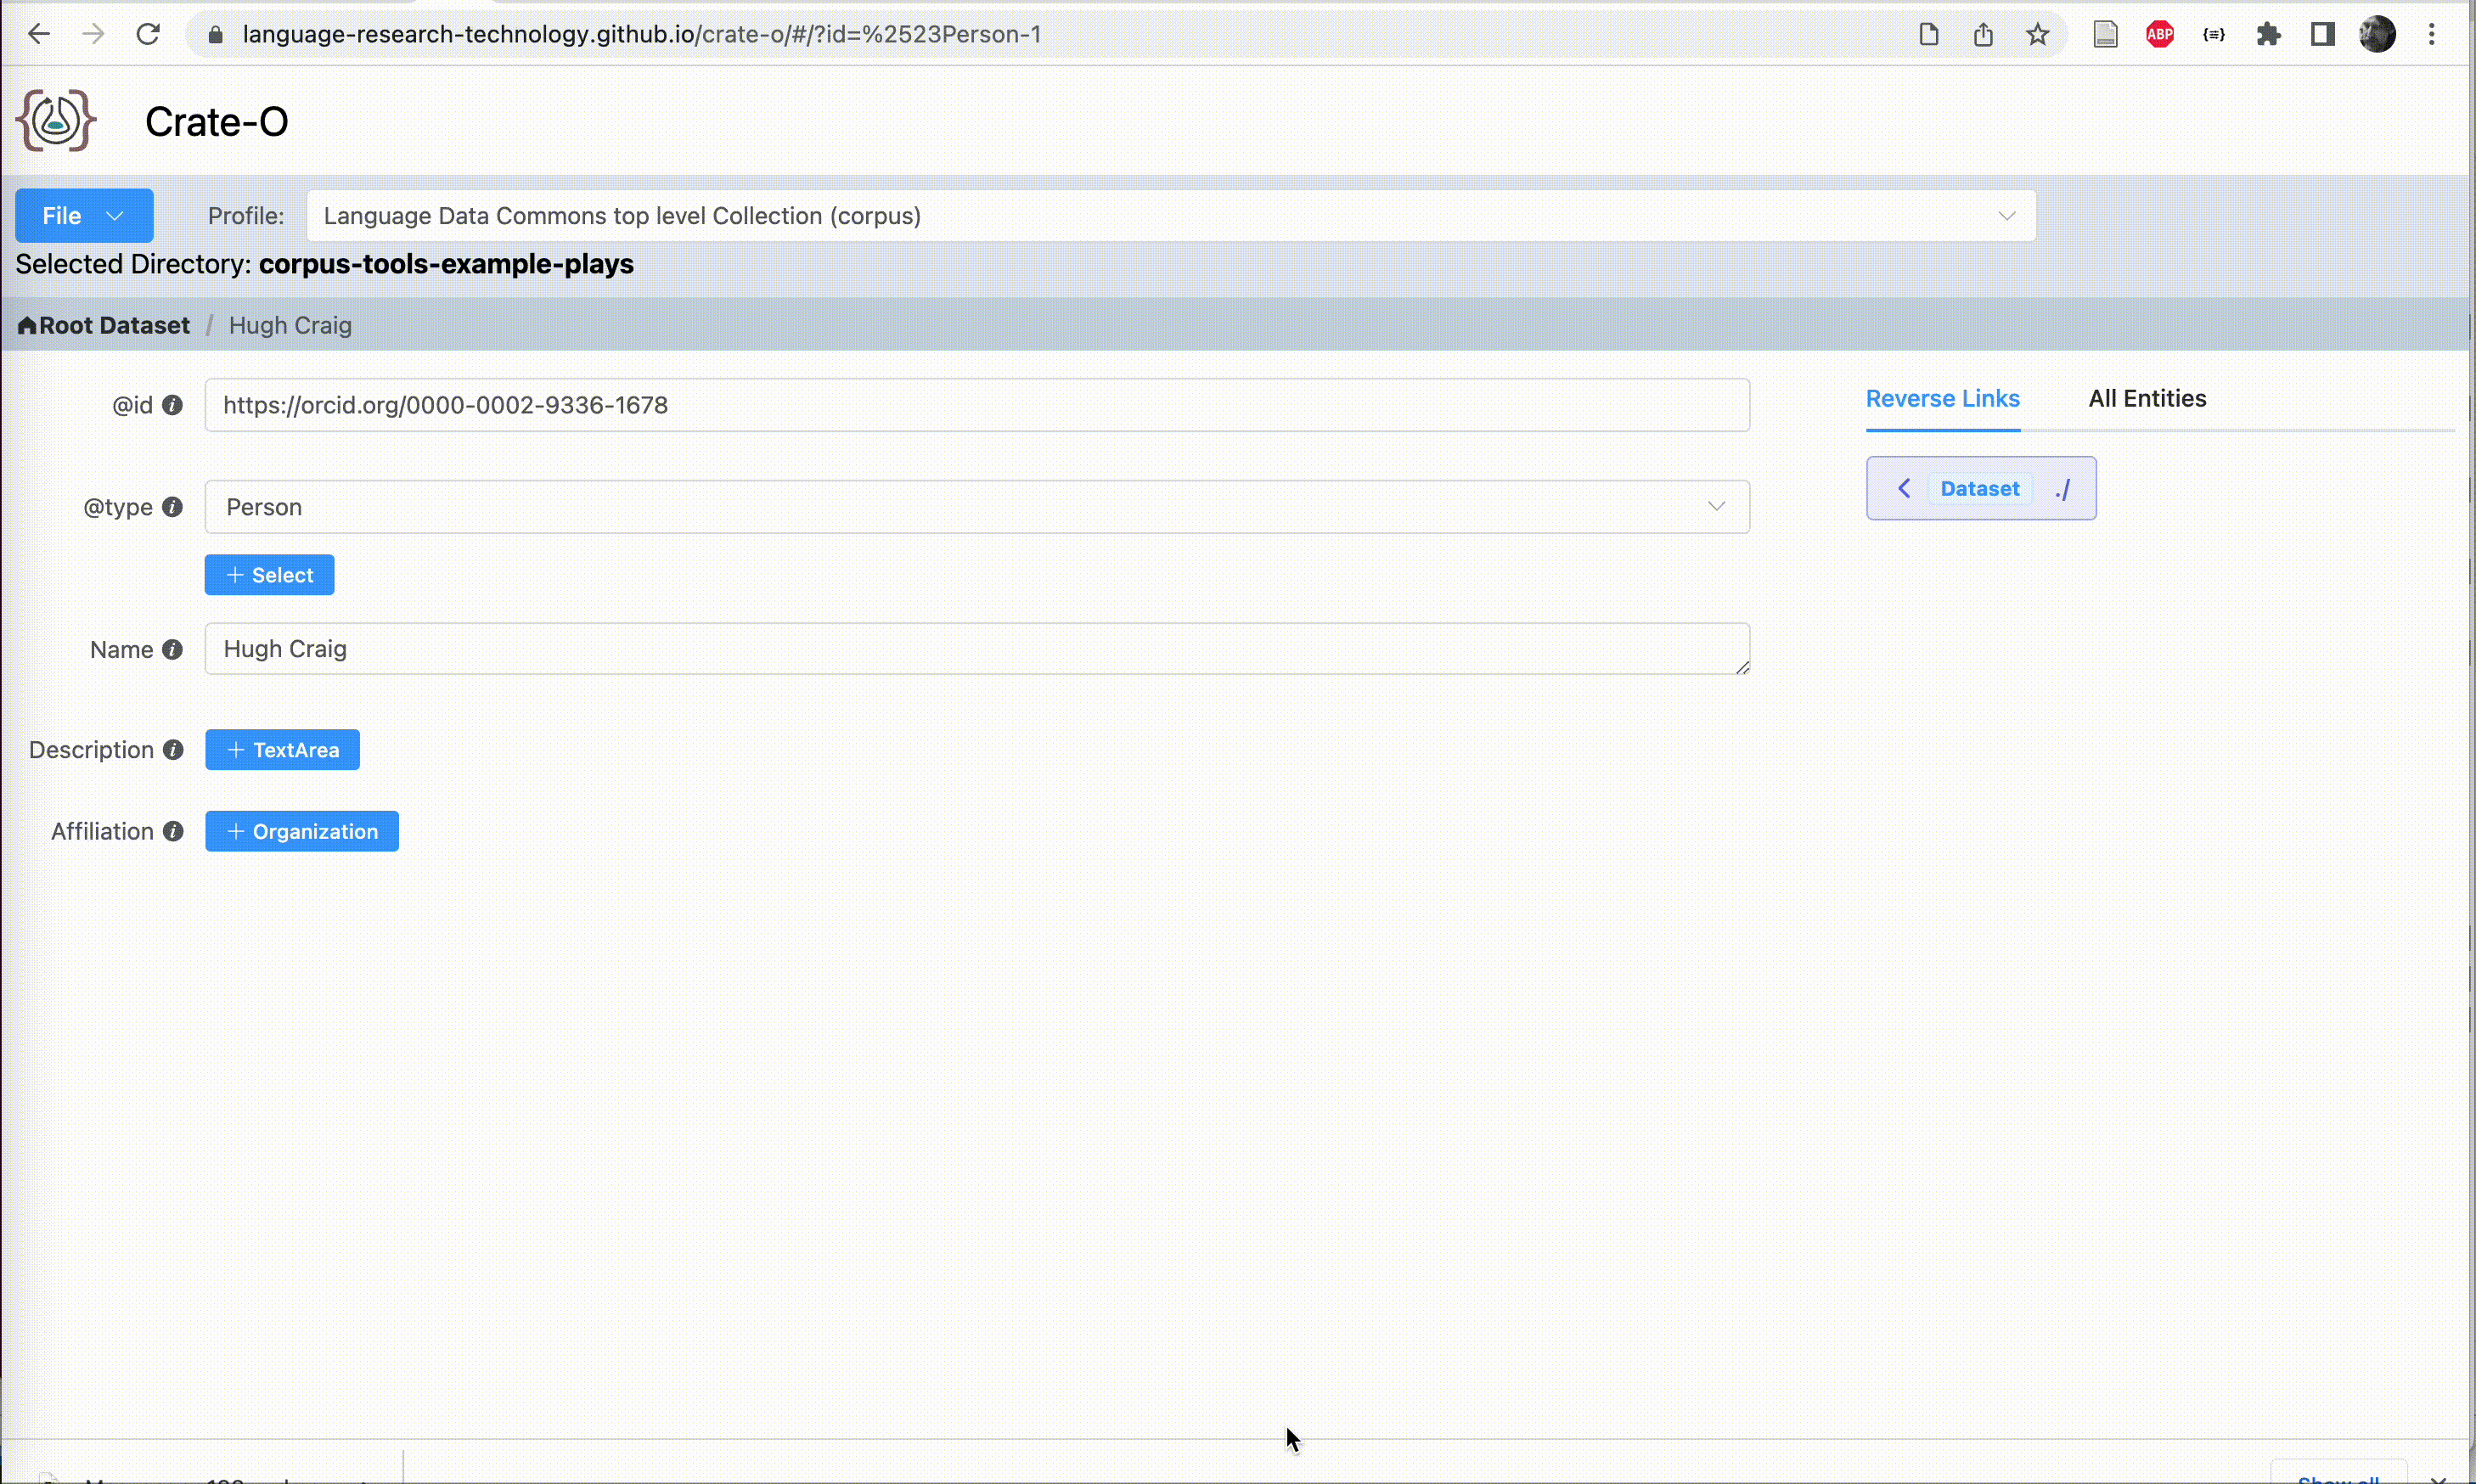 language-research-technology.github.io/crate-o/#/?id=%2523Person-1
ABP
Crate-O
File Profile: Language Data Commons top level Collection (corpus)
Selected Directory: corpus-tools-example-plays
Root Dataset / Hugh Craig
@id https://orcid.org/0000-0002-9336-1678
Reverse Links All Entities
Dataset ./
@type Person
+ Select
Name Hugh Craig
Description + TextArea
Affiliation + Organization
Show all